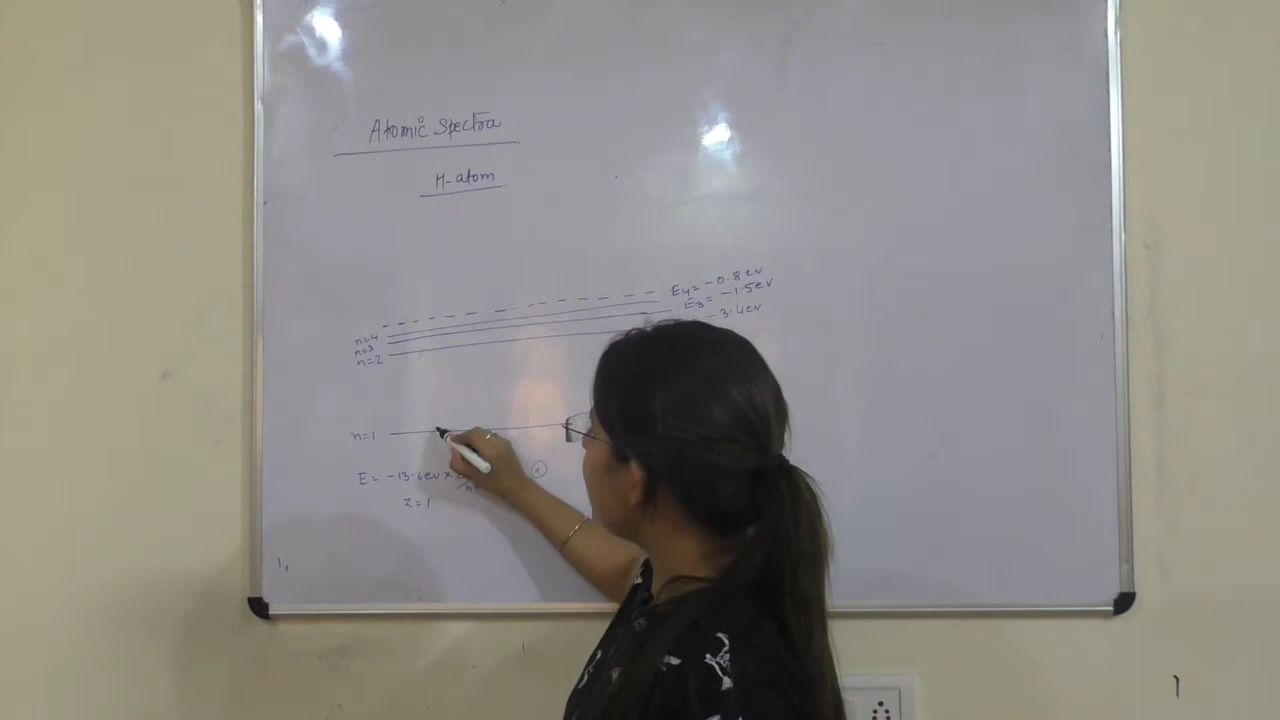 Atomic Spectra
H-atom
E4 = -0.8 ev
E3 = -1.5 ev
-3.4 ev
n=4
n=3
n=2
n=1
E = -13.6 ev ×
Z = 1